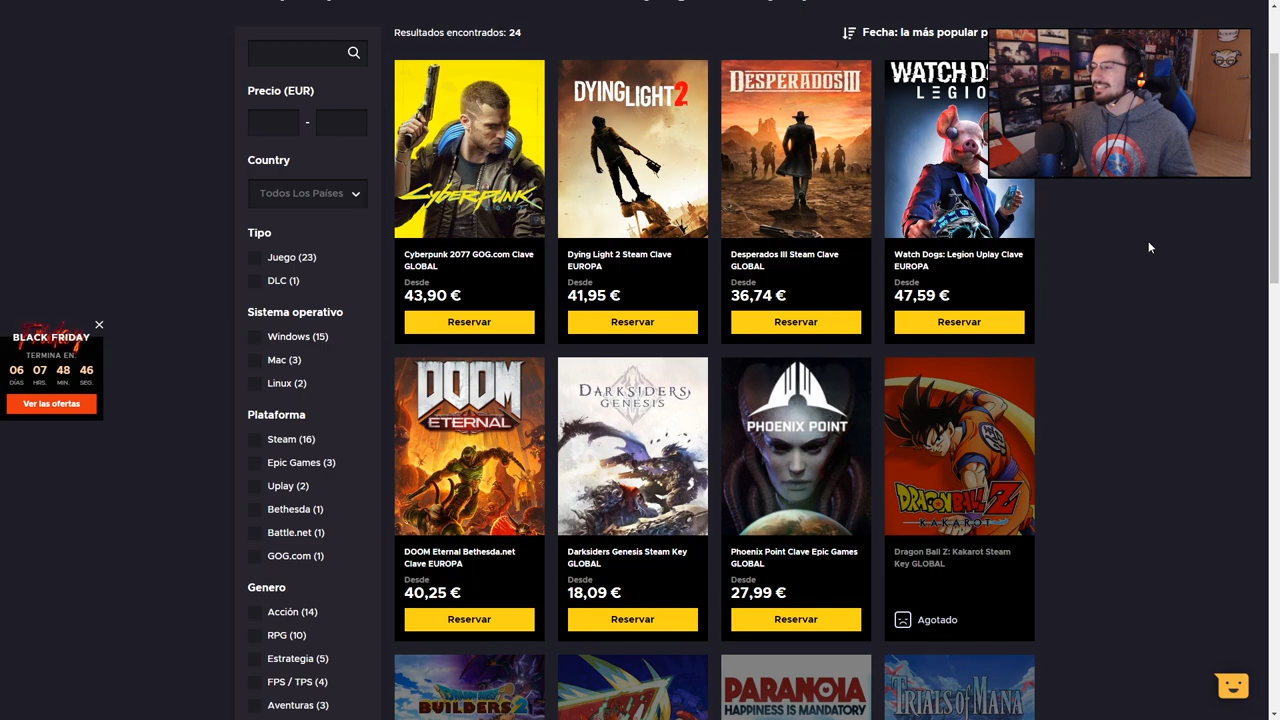 Resultados encontrados: 24
Fecha: la más popular p
Precio (EUR)
-
Country
Todos Los Países
Tipo
Juego (23)
DLC (1)
Sistema operativo
Windows (15)
Mac (3)
Linux (2)
Plataforma
Steam (16)
Epic Games (3)
Uplay (2)
Bethesda (1)
Battle.net (1)
GOG.com (1)
Genero
Acción (14)
RPG (10)
Estrategia (5)
FPS / TPS (4)
Aventuras (3)
BLACK FRIDAY
TERMINA EN:
06 07 48 46
DÍAS HRS. MIN. SEG.
Ver las ofertas
CYBERPUNK
2077
Cyberpunk 2077 GOG.com Clave
GLOBAL
Desde
43,90 €
Reservar
DYING LIGHT 2
Dying Light 2 Steam Clave
EUROPA
Desde
41,95 €
Reservar
DESPERADOS III
Desperados III Steam Clave
GLOBAL
Desde
36,74 €
Reservar
WATCH D
LEGIO
Watch Dogs: Legion Uplay Clave
EUROPA
Desde
47,59 €
Reservar
DOOM
ETERNAL
DOOM Eternal Bethesda.net
Clave EUROPA
Desde
40,25 €
Reservar
DARKSIDERS
GENESIS
Darksiders Genesis Steam Key
GLOBAL
Desde
18,09 €
Reservar
PHOENIX POINT
Phoenix Point Clave Epic Games
GLOBAL
Desde
27,99 €
Reservar
DRAGON BALL Z
KAKAROT
Dragon Ball Z: Kakarot Steam
Key GLOBAL
Agotado
DRAGON QUEST
BUILDERS 2
PARANOIA
HAPPINESS IS MANDATORY
TRIALS of MANA